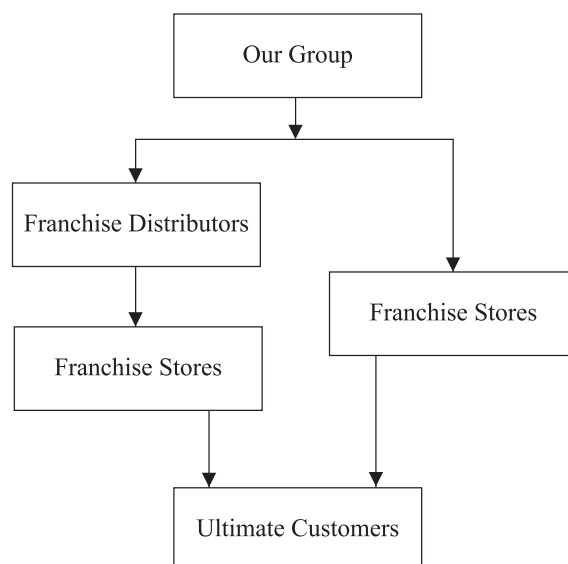 Our Group
Franchise Distributors
Franchise Stores
Franchise Stores
Ultimate Customers